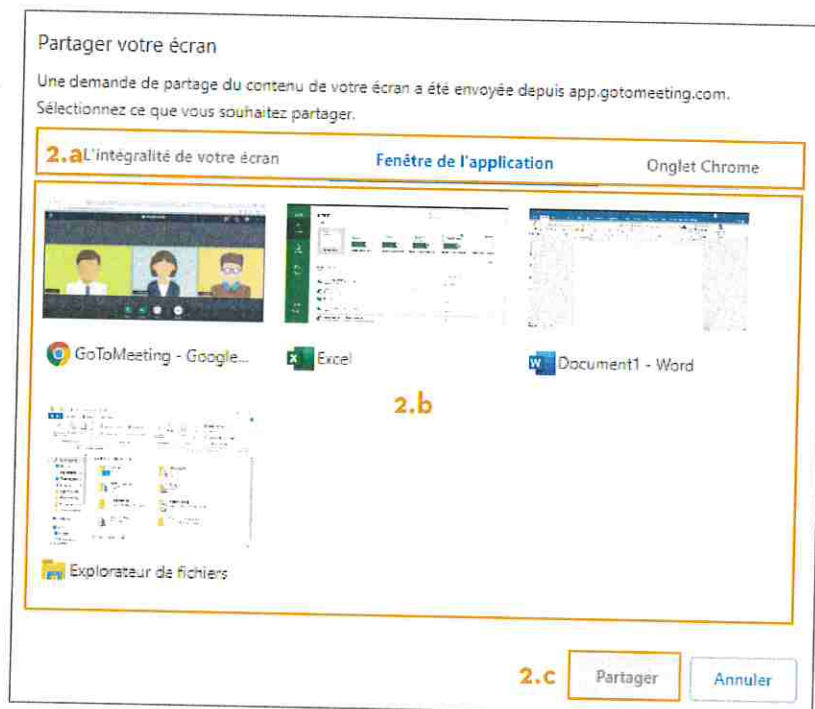 Partager votre écran
Une demande de partage du contenu de votre écran a été envoyée depuis app.gotomeeting.com.
Sélectionnez ce que vous souhaitez partager.
2.a L'intégralité de votre écran Fenêtre de l'application Onglet Chrome
GoToMeeting - Google... Excel Document1 - Word
2.b
Explorateur de fichiers
2.c Partager Annuler